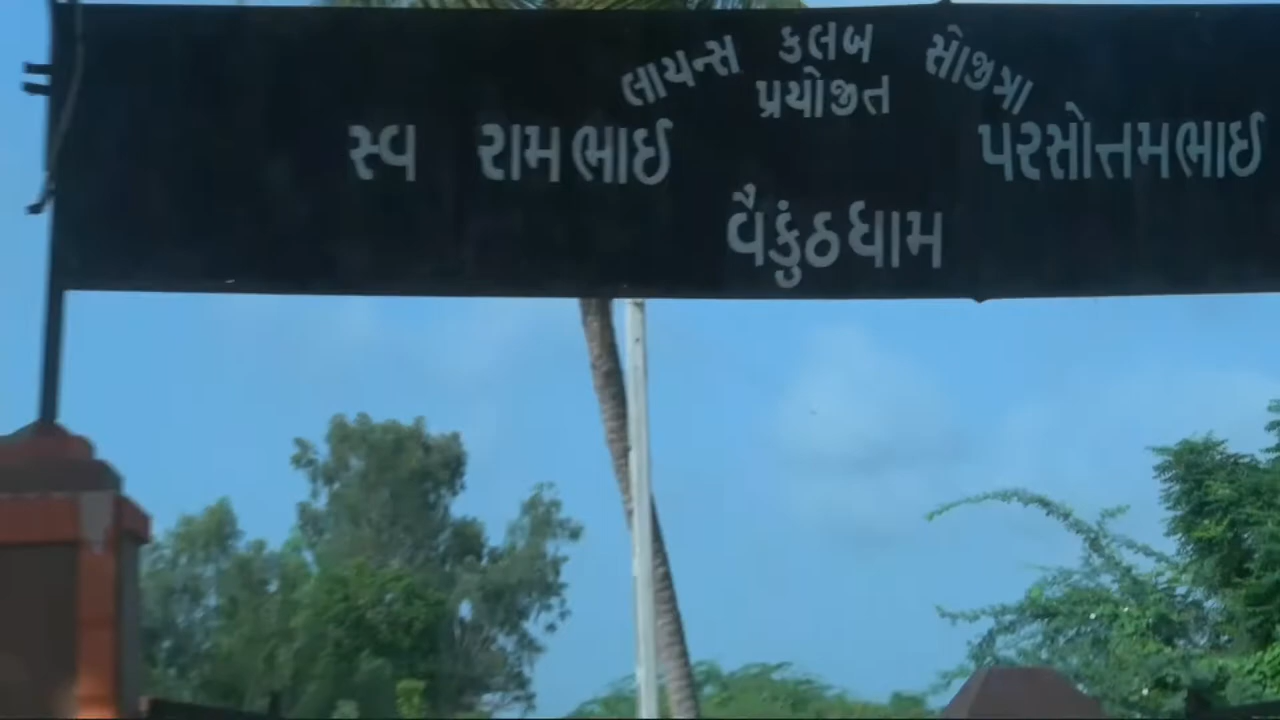 લાયન્સ કલબ સોજીત્રા
પ્રયોજીત
સ્વ રામભાઈ પરસોત્તમભાઈ
વૈકુંઠધામ